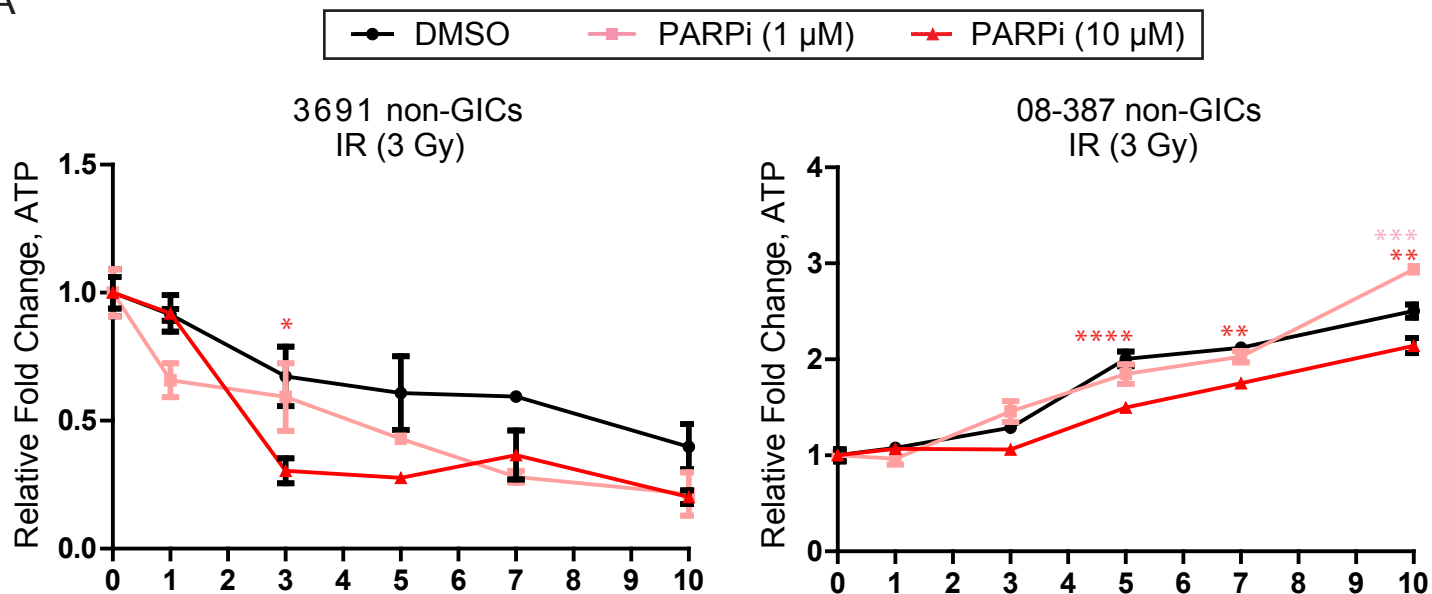 A
DMSO PARPi (1 μM) PARPi (10 μM)
3691 non-GICs
IR (3 Gy)
Relative Fold Change, ATP
1.5
1.0
0.5
0.0
*
0 1 2 3 4 5 6 7 8 9 10
08-387 non-GICs
IR (3 Gy)
Relative Fold Change, ATP
4
3
2
1
0
****
**
***
**
0 1 2 3 4 5 6 7 8 9 10